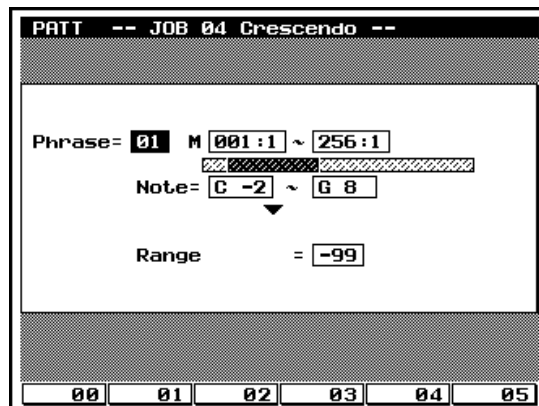 PATT -- JOB 04 Crescendo --
Phrase= 01 M 001:1 ~ 256:1
Note= C -2 ~ G 8
Range = -99
00 01 02 03 04 05